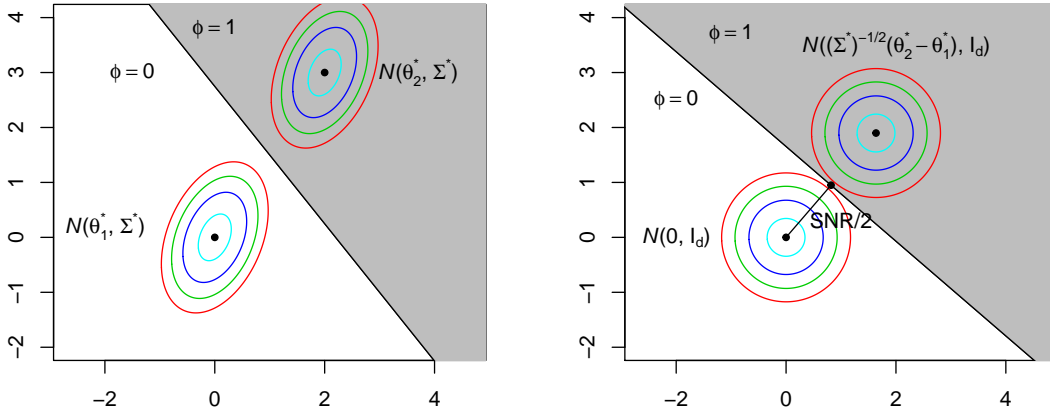 4
3
2
1
0
−1
−2
ϕ = 1
ϕ = 0
N(θ₂*, Σ*)
N(θ₁*, Σ*)
−2 0 2 4
4
3
2
1
0
−1
−2
ϕ = 1
ϕ = 0
N((Σ*)^−1/2(θ₂* − θ₁*), I_d)
SNR/2
N(0, I_d)
−2 0 2 4